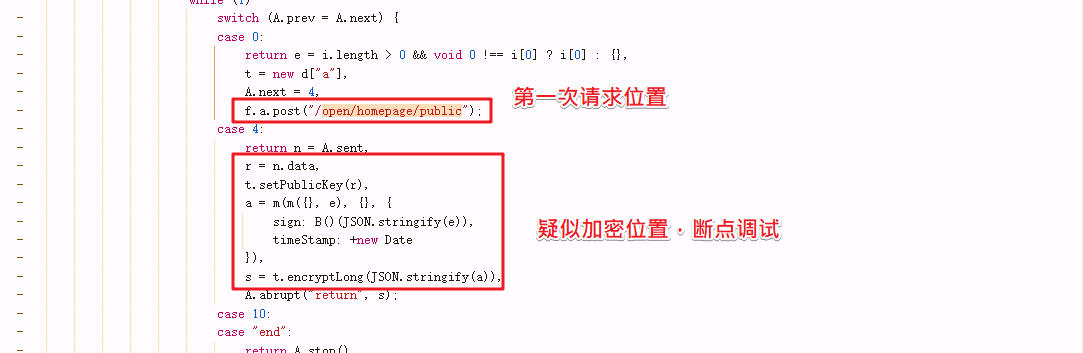 while (1)
switch (A.prev = A.next) {
case 0:
return e = i.length > 0 && void 0 !== i[0] ? i[0] : {},
t = new d["a"],
A.next = 4,
f.a.post("/open/homepage/public");
第一次请求位置
case 4:
return n = A.sent,
r = n.data,
t.setPublicKey(r),
a = m(m({}, e), {}, {
sign: B()(JSON.stringify(e)),
timeStamp: +new Date
}),
s = t.encryptLong(JSON.stringify(a)),
疑似加密位置,断点调试
A.abrupt("return", s);
case 10:
case "end":
return A.stop()